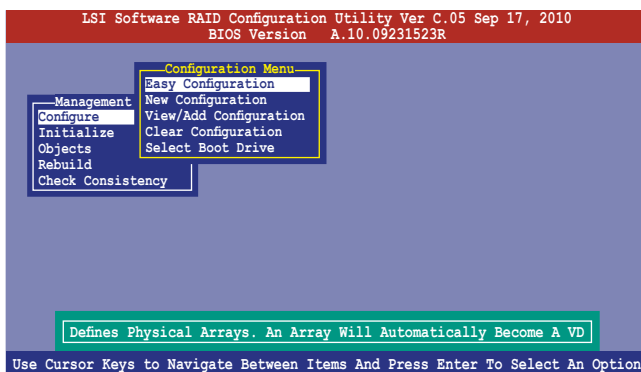 LSI Software RAID Configuration Utility Ver C.05 Sep 17, 2010
BIOS Version A.10.09231523R
Configuration Menu
Easy Configuration
New Configuration
View/Add Configuration
Clear Configuration
Select Boot Drive
Management
Configure
Initialize
Objects
Rebuild
Check Consistency
Defines Physical Arrays. An Array Will Automatically Become A VD
Use Cursor Keys to Navigate Between Items And Press Enter To Select An Option